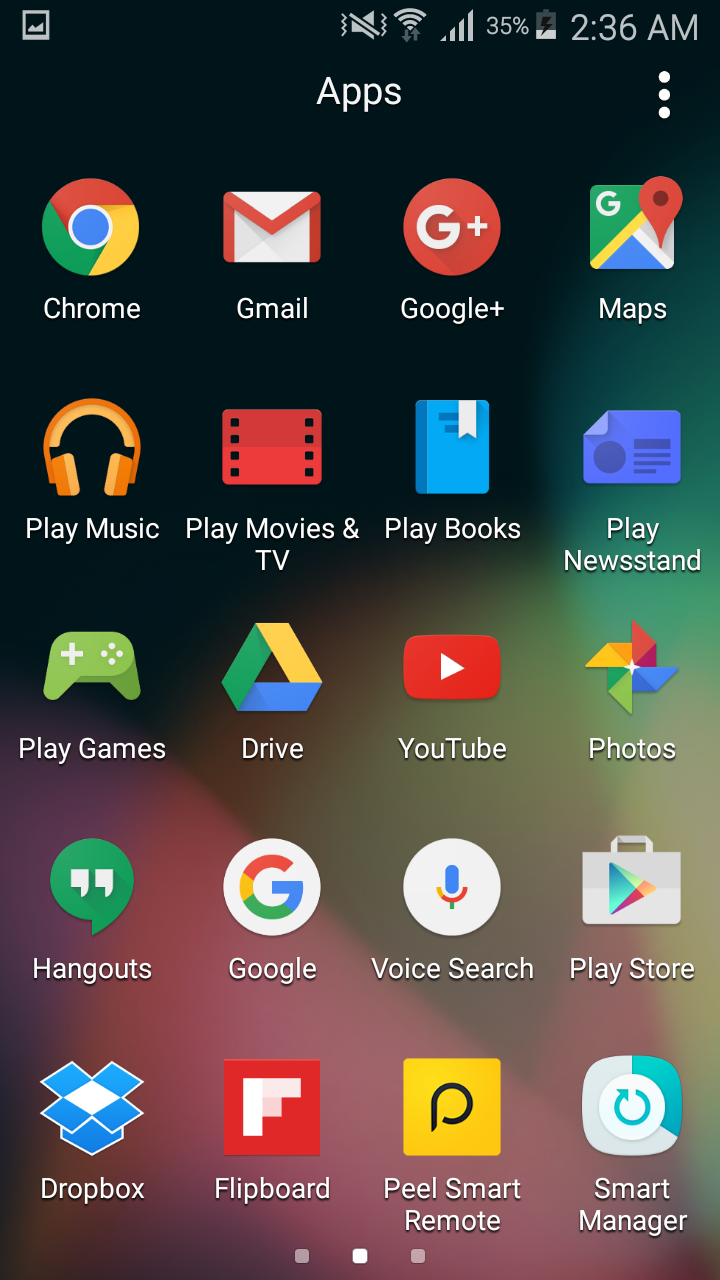 35% 2:36 AM
Apps
G G+ G
Chrome Gmail Google+ Maps
Play Music Play Movies & Play Books Play
TV Newsstand
Play Games Drive YouTube Photos
G
Hangouts Google Voice Search Play Store
Dropbox Flipboard Peel Smart Smart
Remote Manager